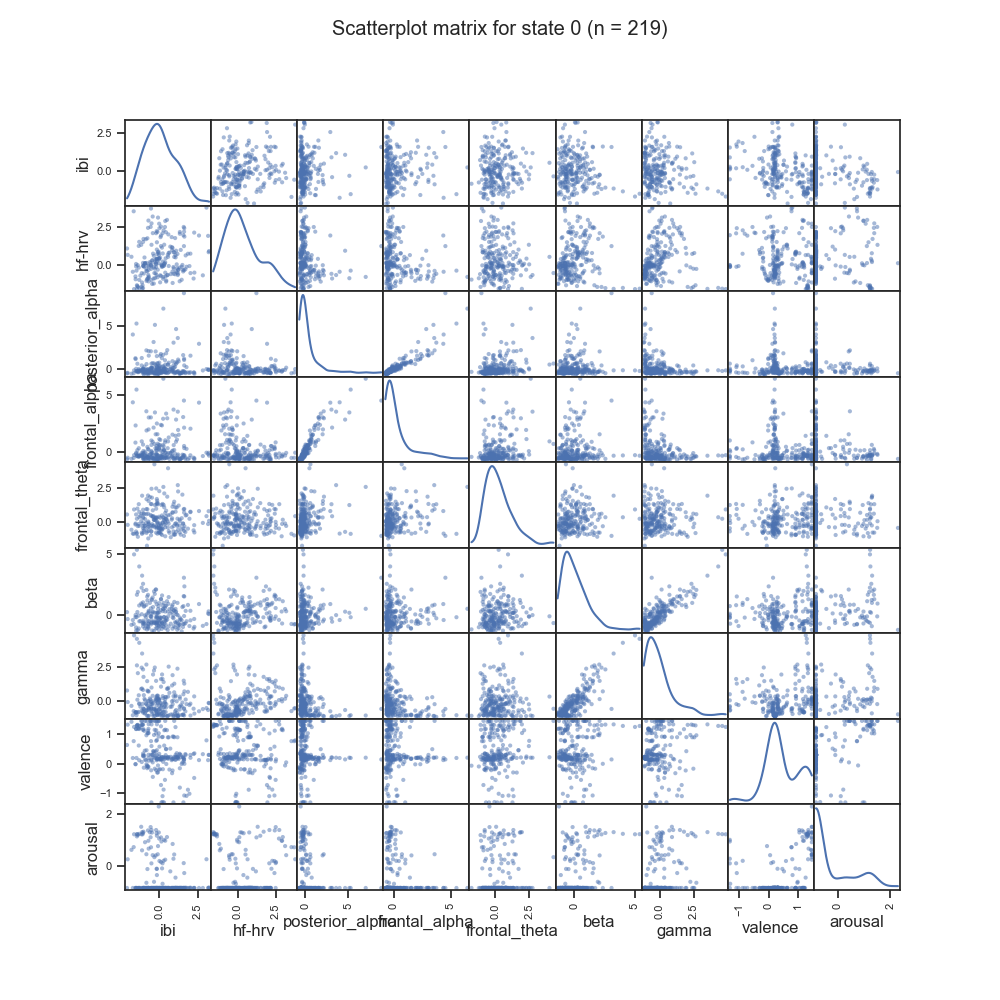 Scatterplot matrix for state 0 (n = 219)
2.5
0.0
ibi
2.5
0.0
hf-hrv
5
0
posterior_alpha
5
0
frontal_alpha
2.5
0.0
frontal_theta
5
0
beta
2.5
0.0
gamma
1
0
−1
valence
2
0
arousal
0.0 2.5 0.0 2.5 0 5 0 5 0.0 2.5 0 5 0.0 2.5 −1 0 1 0 2
ibi hf-hrv posterior_alpha frontal_alpha frontal_theta beta gamma valence arousal